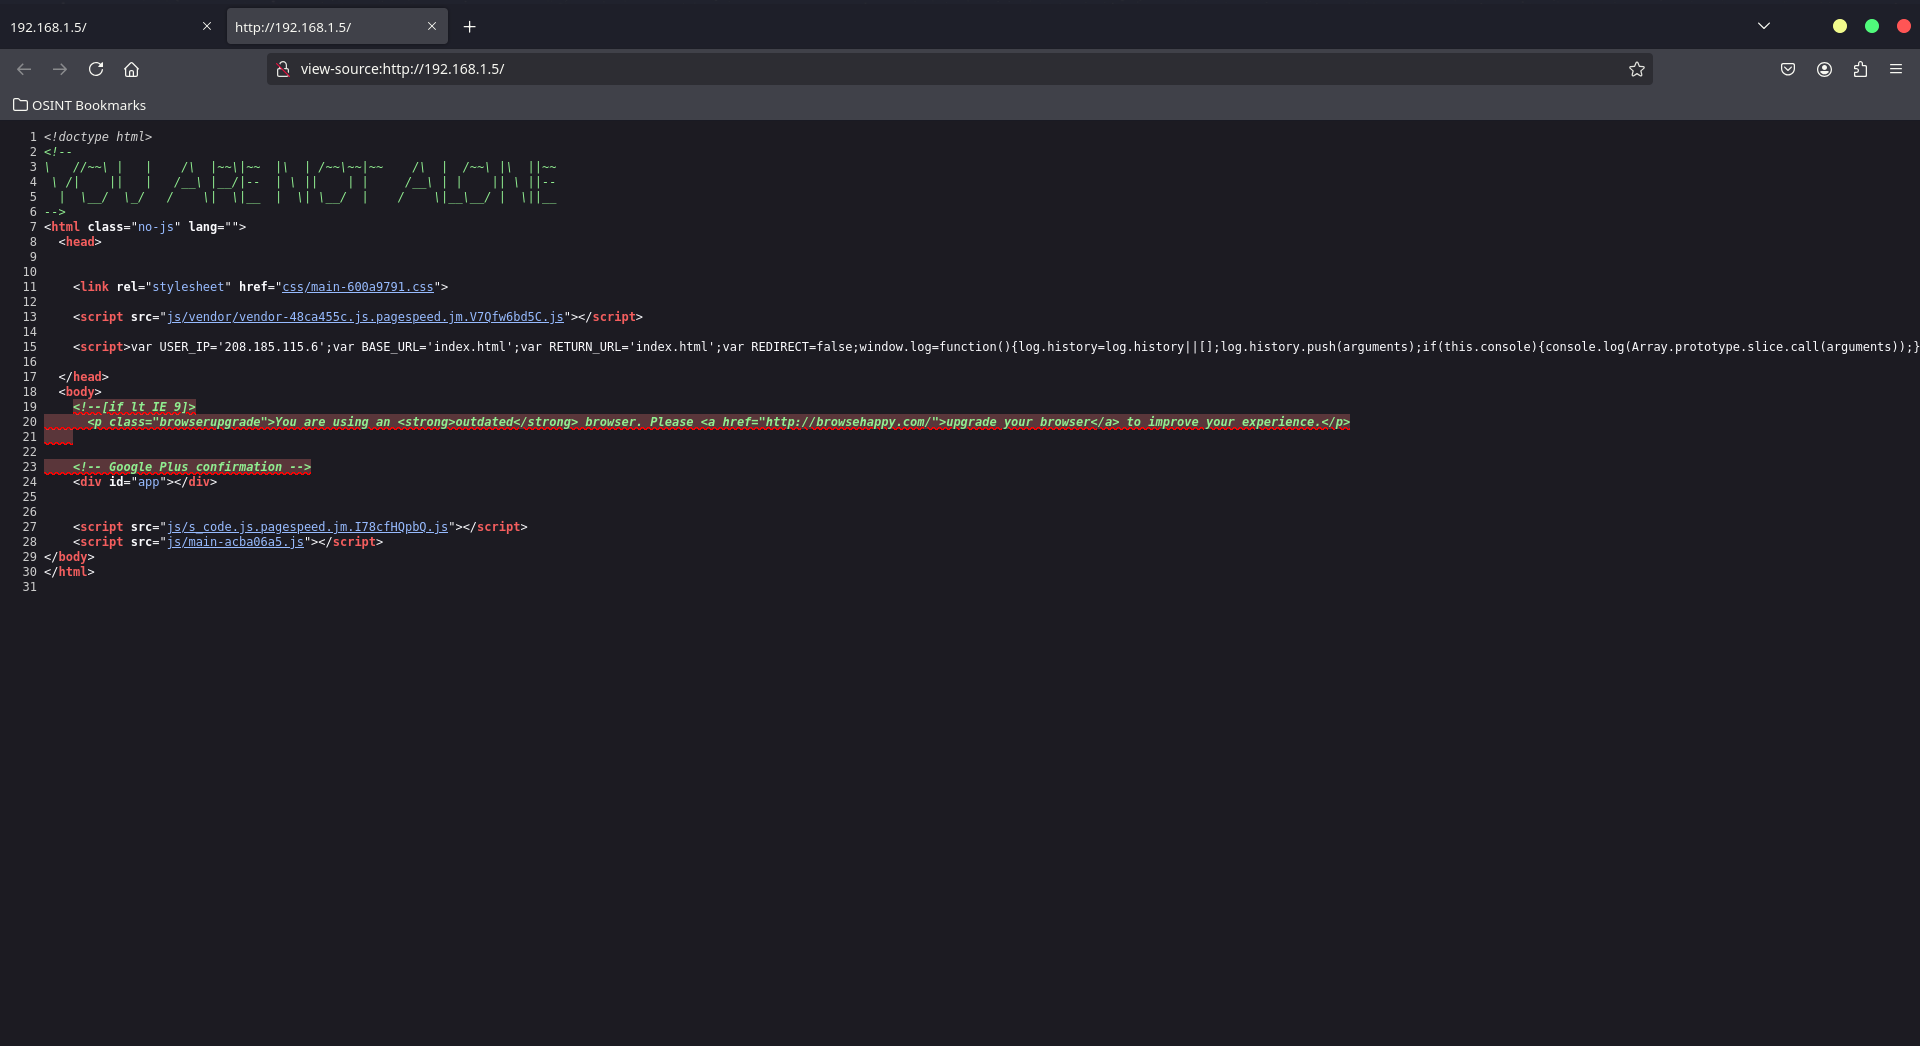 192.168.1.5/
http://192.168.1.5/
view-source:http://192.168.1.5/
OSINT Bookmarks
1 <!doctype html>
2 <!--
3 \   //~~\ |   |    /\  |~~\|~~  |\  | /~~\~~|~~    /\  |  /~~\ |\  ||~~
4  \ /|    ||   |   /__\ |__/|--  | \ ||    | |     /__\ | |    || \ ||--
5   |  \__/  \_/   /    \|  \|__  |  \| \__/  |    /    \|__\__/ |  \||__
6 -->
7 <html class="no-js" lang="">
8   <head>
9
10
11     <link rel="stylesheet" href="css/main-600a9791.css">
12
13     <script src="js/vendor/vendor-48ca455c.js.pagespeed.jm.V7Qfw6bd5C.js"></script>
14
15     <script>var USER_IP='208.185.115.6';var BASE_URL='index.html';var RETURN_URL='index.html';var REDIRECT=false;window.log=function(){log.history=log.history||[];log.history.push(arguments);if(this.console){console.log(Array.prototype.slice.call(arguments));}
16
17   </head>
18   <body>
19     <!--[if lt IE 9]>
20       <p class="browserupgrade">You are using an <strong>outdated</strong> browser. Please <a href="http://browsehappy.com/">upgrade your browser</a> to improve your experience.</p>
21
22
23     <!-- Google Plus confirmation -->
24     <div id="app"></div>
25
26
27     <script src="js/s_code.js.pagespeed.jm.I78cfHQpbQ.js"></script>
28     <script src="js/main-acba06a5.js"></script>
29 </body>
30 </html>
31